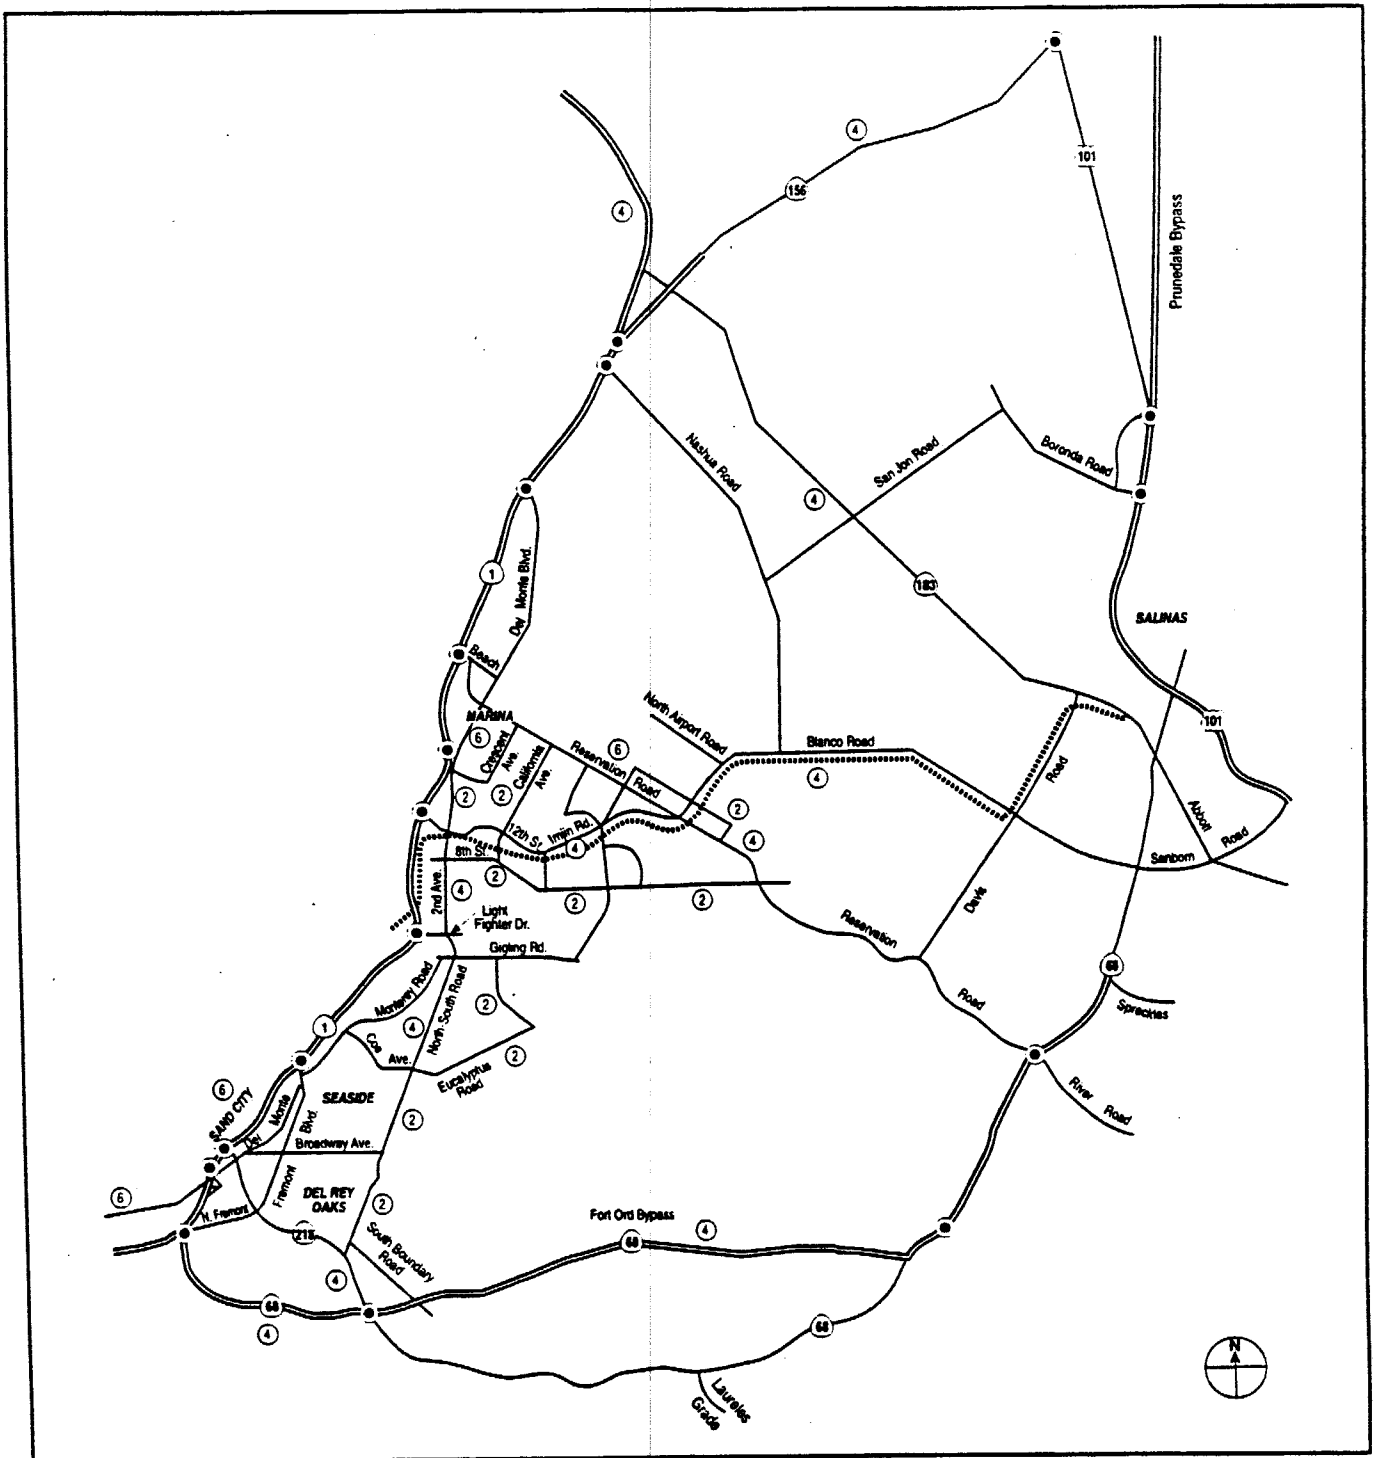 4
101
156
4
Prunedale Bypass
Nashua Road
San Jon Road
Boronda Road
4
1
Del Monte Blvd.
183
SALINAS
Beach
MARINA
6
North Airport Road
101
Crescent
Ave.
California
Ave.
Reservation
Road
6
Blanco Road
4
Road
2
2
2
12th St.
Imjin Rd.
4
4
Abbott
Road
8th St.
2
Sanborn
2nd Ave.
4
2
2
Davis
Light
Fighter Dr.
Reservation
Gigling Rd.
68
Monterey Road
North-South Road
2
Road
Spreckles
1
4
Coe
Ave.
2
Eucalyptus
Road
6
SAND CITY
Del Monte
Blvd.
SEASIDE
2
River Road
Broadway Ave.
6
Fremont
DEL REY
OAKS
2
N. Fremont
218
South Boundary
Road
Fort Ord Bypass
68
4
4
68
4
68
Laureles
Grade
N